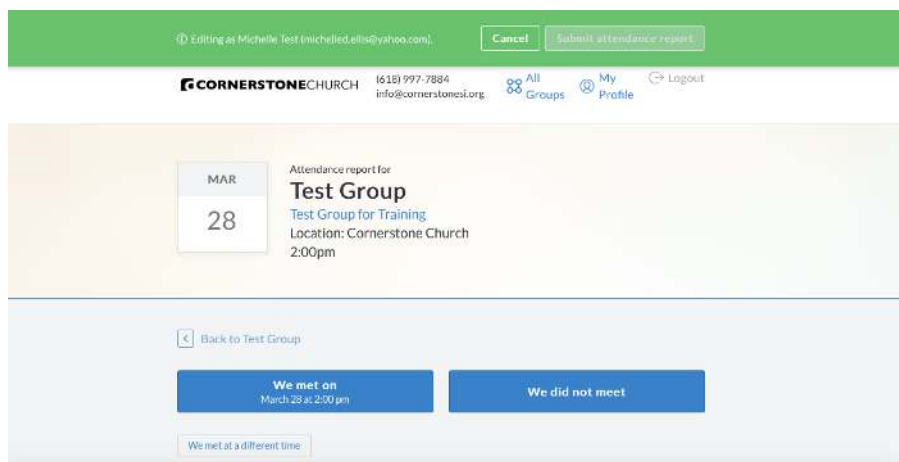 Editing as Michelle Test (michelled.ellis@yahoo.com).
Cancel
Submit attendance report
CORNERSTONECHURCH
(618) 997-7884
info@cornerstonesi.org
All Groups
My Profile
Logout
MAR
28
Attendance report for
Test Group
Test Group for Training
Location: Cornerstone Church
2:00pm
Back to Test Group
We met on
March 28 at 2:00 pm
We did not meet
We met at a different time